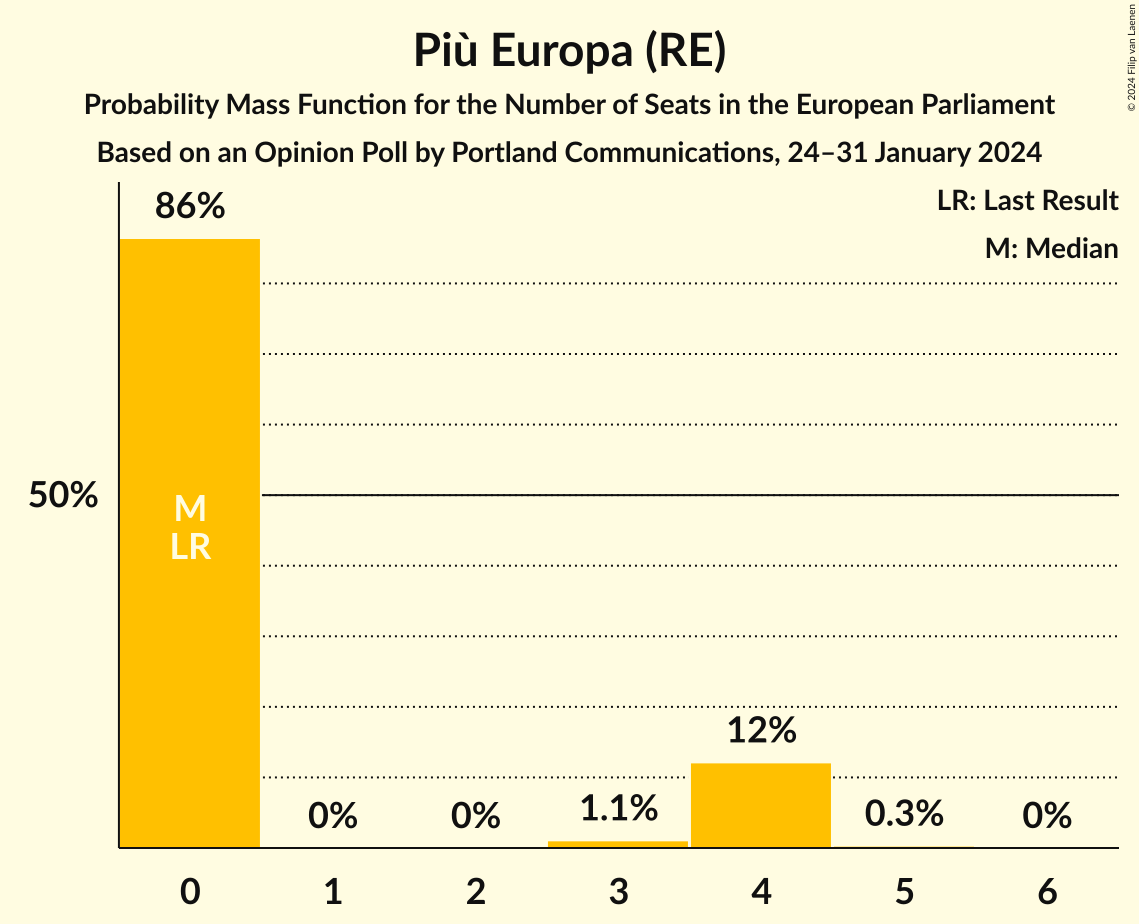 Più Europa (RE)
Probability Mass Function for the Number of Seats in the European Parliament
Based on an Opinion Poll by Portland Communications, 24–31 January 2024
© 2024 Filip van Laenen
LR: Last Result
M: Median
86%
50%
M
LR
0%
0%
1.1%
12%
0.3%
0%
0
1
2
3
4
5
6